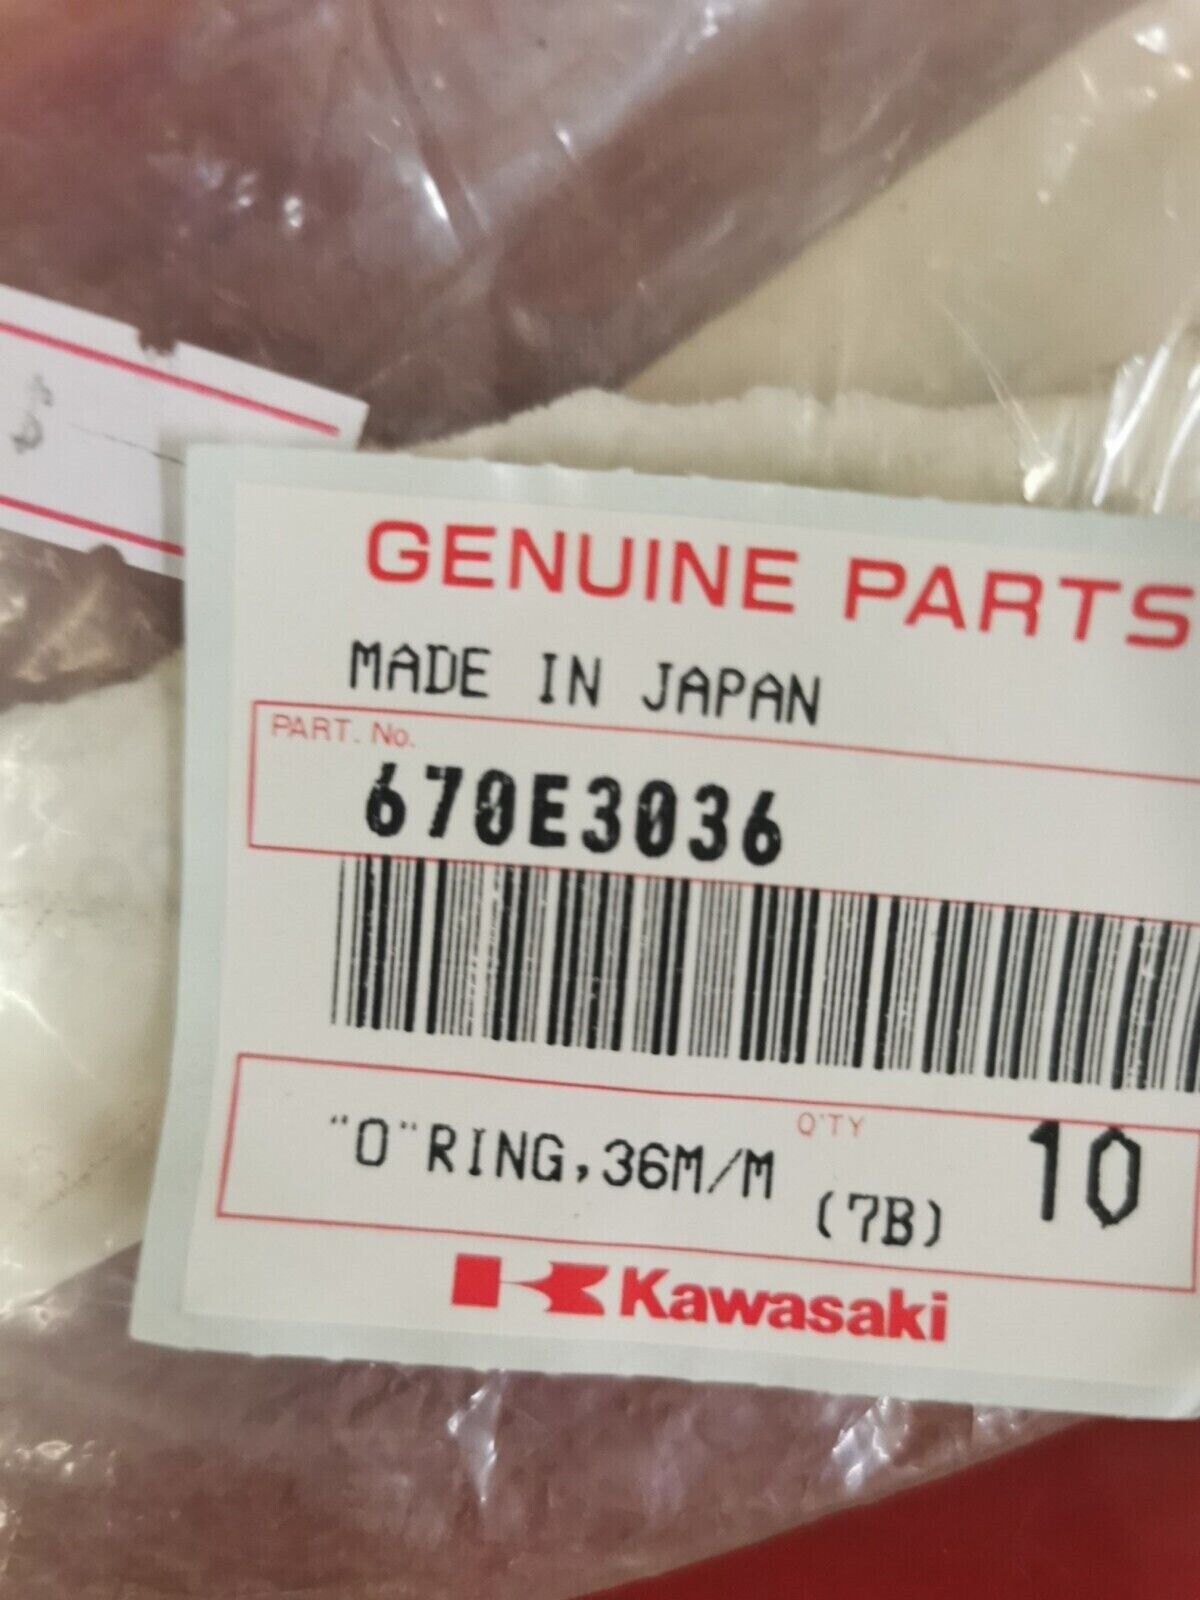 GENUINE PARTS
MADE IN JAPAN
PART. No.
670E3036
"O"RING,36M/M
Q'TY
(7B)
10
Kawasaki